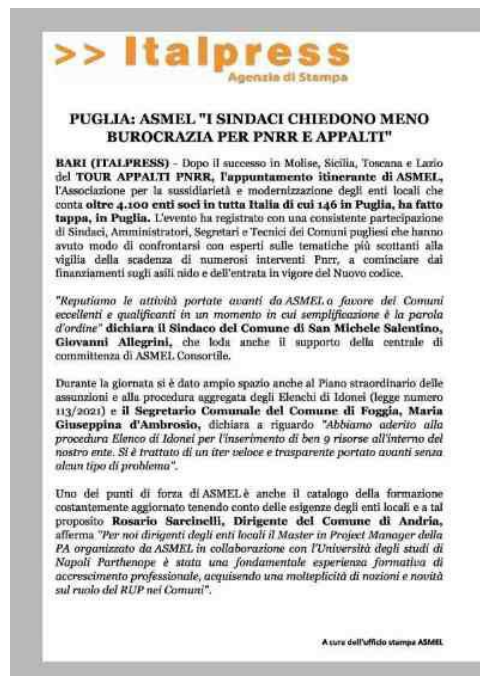 >> Italpress
Agenzia di Stampa
PUGLIA: ASMEL "I SINDACI CHIEDONO MENO
BUROCRAZIA PER PNRR E APPALTI"
BARI (ITALPRESS) – Dopo il successo in Molise, Sicilia, Toscana e Lazio
del TOUR APPALTI PNRR, l'appuntamento itinerante di ASMEL,
l'Associazione per la sussidiarietà e modernizzazione degli enti locali che
conta oltre 4.100 enti soci in tutta Italia di cui 146 in Puglia, ha fatto
tappa, in Puglia. L'evento ha registrato con una consistente partecipazione
di Sindaci, Amministratori, Segretari e Tecnici dei Comuni pugliesi che hanno
avuto modo di confrontarsi con esperti sulle tematiche più scottanti alla
vigilia della scadenza di numerosi interventi Pnrr, a cominciare dai
finanziamenti sugli asili nido e dell'entrata in vigore del Nuovo codice.
"Reputiamo le attività portate avanti da ASMEL a favore dei Comuni
eccellenti e qualificanti in un momento in cui semplificazione è la parola
d'ordine" dichiara il Sindaco del Comune di San Michele Salentino,
Giovanni Allegrini, che loda anche il supporto della centrale di
committenza di ASMEL Consortile.
Durante la giornata si è dato ampio spazio anche al Piano straordinario delle
assunzioni e alla procedura aggregata degli Elenchi di Idonei (legge numero
113/2021) e il Segretario Comunale del Comune di Foggia, Maria
Giuseppina d'Ambrosio, dichiara a riguardo "Abbiamo aderito alla
procedura Elenco di Idonei per l'inserimento di ben 9 risorse all'interno del
nostro ente. Si è trattato di un iter veloce e trasparente portato avanti senza
alcun tipo di problema".
Uno dei punti di forza di ASMEL è anche il catalogo della formazione
costantemente aggiornato tenendo conto delle esigenze degli enti locali e a tal
proposito Rosario Sarcinelli, Dirigente del Comune di Andria,
afferma "Per noi dirigenti degli enti locali il Master in Project Manager della
PA organizzato da ASMEL in collaborazione con l'Università degli studi di
Napoli Parthenope è stata una fondamentale esperienza formativa di
accrescimento professionale, acquisendo una molteplicità di nozioni e novità
sul ruolo del RUP nei Comuni".
A cura dell'ufficio stampa ASMEL